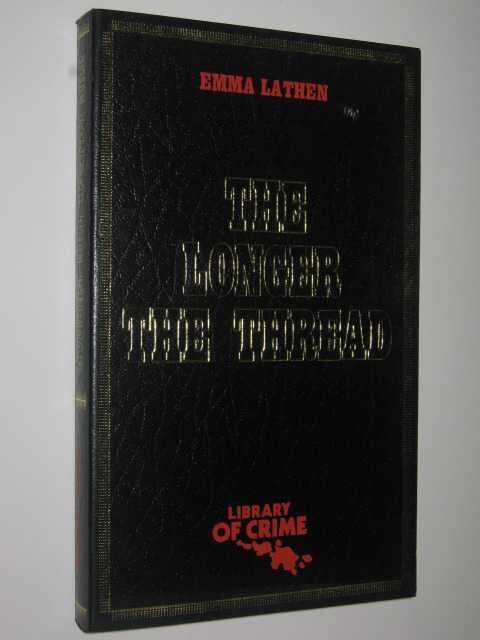 EMMA LATHEN
THE
LONGER
THE THREAD
LIBRARY
OF CRIME